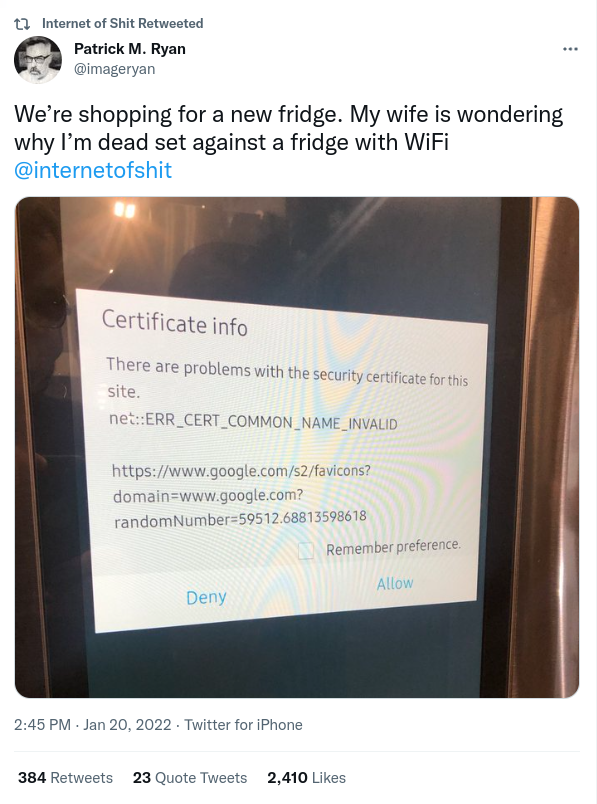 Internet of Shit Retweeted
Patrick M. Ryan
@imageryan
We’re shopping for a new fridge. My wife is wondering
why I’m dead set against a fridge with WiFi
@internetofshit
Certificate info
There are problems with the security certificate for this
site.
net::ERR_CERT_COMMON_NAME_INVALID
https://www.google.com/s2/favicons?
domain=www.google.com?
randomNumber=59512.68813598618
Remember preference.
Deny
Allow
2:45 PM · Jan 20, 2022 · Twitter for iPhone
384 Retweets 23 Quote Tweets 2,410 Likes